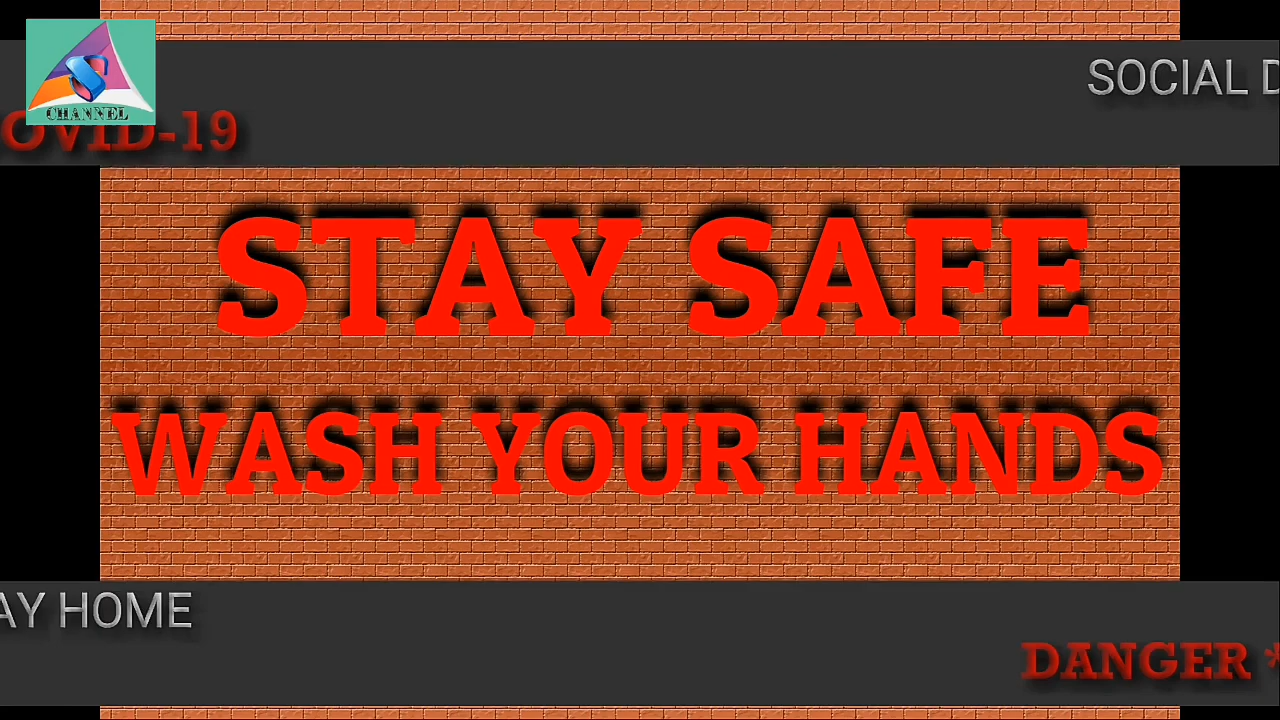 SOCIAL D
CHANNEL
OVID-19
STAY SAFE
WASH YOUR HANDS
AY HOME
DANGER *